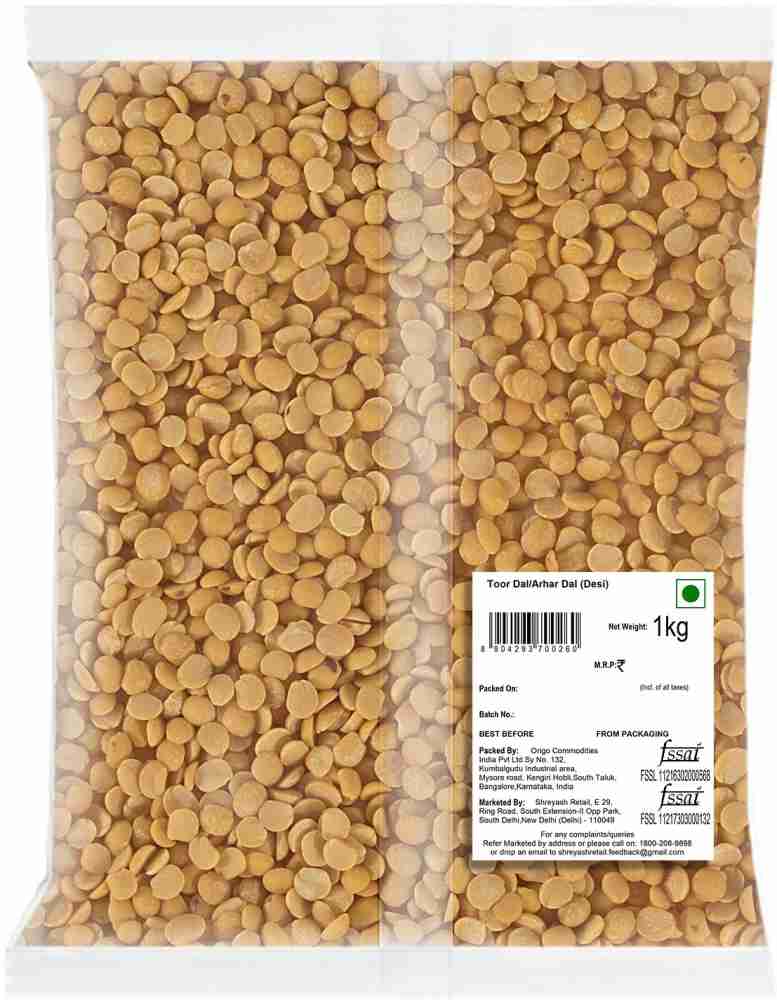 Toor Dal/Arhar Dal (Desi)
8 804293 700260
Net Weight: 1kg
M.R.P:₹
Packed On: (Incl. of all taxes)
Batch No.:
BEST BEFORE FROM PACKAGING
Packed By: Origo Commodities
India Pvt Ltd Sy No. 132,
Kumbalgudu Industrial area,
Mysore road, Kengiri Hobli,South Taluk,
Bangalore,Karnataka, India
fssai
FSSL 11216302000568
Marketed By: Shreyash Retail, E 29,
Ring Road, South Extension-II Opp Park,
South Delhi,New Delhi (Delhi) - 110049
fssai
FSSL 11217303000132
For any complaints/queries
Refer Marketed by address or please call on: 1800-208-9898
or drop an email to shreyashretail.feedback@gmail.com